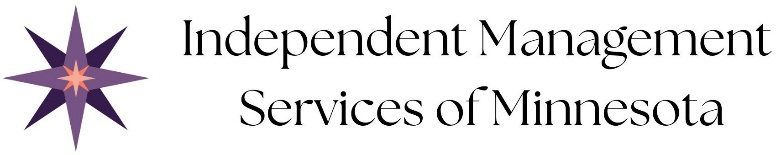 Independent Management
Services of Minnesota